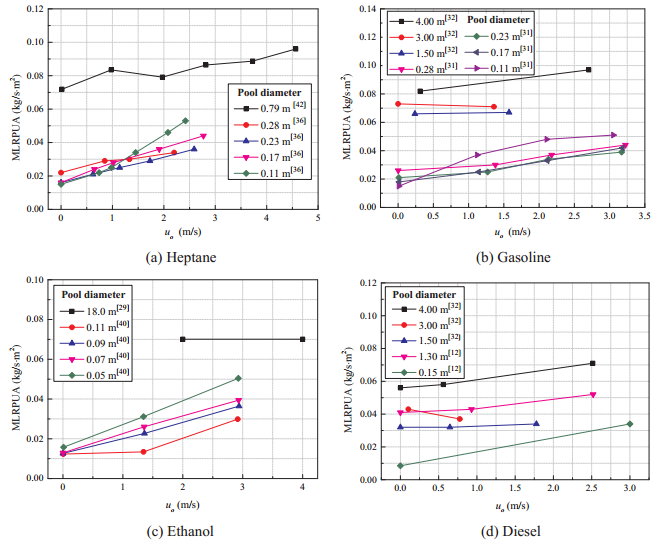 0.12
0.10
0.08
0.06
0.04
0.02
0.00
MLRPUA (kg/s·m²)
Pool diameter
0.79 m[42]
0.28 m[36]
0.23 m[36]
0.17 m[36]
0.11 m[36]
0 1 2 3 4 5
uₐ (m/s)
(a) Heptane
0.14
0.12
0.10
0.08
0.06
0.04
0.02
0.00
MLRPUA (kg/s·m²)
Pool diameter
4.00 m[32]
3.00 m[32]
1.50 m[32]
0.28 m[31]
0.23 m[31]
0.17 m[31]
0.11 m[31]
0.0 0.5 1.0 1.5 2.0 2.5 3.0 3.5
uₐ (m/s)
(b) Gasoline
0.10
0.08
0.06
0.04
0.02
0.00
MLRPUA (kg/s·m²)
Pool diameter
18.0 m[29]
0.11 m[40]
0.09 m[40]
0.07 m[40]
0.05 m[40]
0 1 2 3 4
uₐ (m/s)
(c) Ethanol
0.12
0.10
0.08
0.06
0.04
0.02
0.00
MLRPUA (kg/s·m²)
Pool diameter
4.00 m[32]
3.00 m[32]
1.50 m[32]
1.30 m[12]
0.15 m[12]
0.0 0.5 1.0 1.5 2.0 2.5 3.0
uₐ (m/s)
(d) Diesel